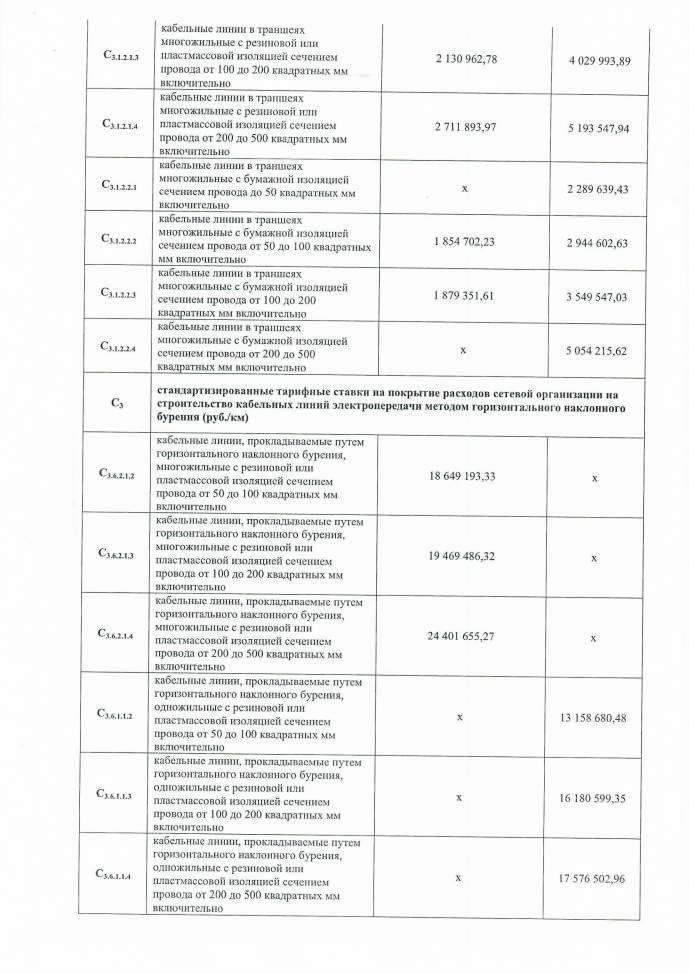 кабельные линии в траншеях
многожильные с резиновой или
С3.1.2.1.3 пластмассовой изоляцией сечением 2 130 962,78 4 029 993,89
провода от 100 до 200 квадратных мм
включительно
кабельные линии в траншеях
многожильные с резиновой или
С3.1.2.1.4 пластмассовой изоляцией сечением 2 711 893,97 5 193 547,94
провода от 200 до 500 квадратных мм
включительно
кабельные линии в траншеях
многожильные с бумажной изоляцией
С3.1.2.2.1 сечением провода до 50 квадратных мм х 2 289 639,43
включительно
кабельные линии в траншеях
многожильные с бумажной изоляцией
С3.1.2.2.2 сечением провода от 50 до 100 квадратных 1 854 702,23 2 944 602,63
мм включительно
кабельные линии в траншеях
многожильные с бумажной изоляцией
С3.1.2.2.3 сечением провода от 100 до 200 1 879 351,61 3 549 547,03
квадратных мм включительно
кабельные линии в траншеях
многожильные с бумажной изоляцией
С3.1.2.2.4 сечением провода от 200 до 500 х 5 054 215,62
квадратных мм включительно
стандартизированные тарифные ставки на покрытие расходов сетевой организации на
С3 строительство кабельных линий электропередачи методом горизонтального наклонного
бурения (руб./км)
кабельные линии, прокладываемые путем
горизонтального наклонного бурения,
многожильные с резиновой или
С3.6.2.1.2 пластмассовой изоляцией сечением 18 649 193,33 х
провода от 50 до 100 квадратных мм
включительно
кабельные линии, прокладываемые путем
горизонтального наклонного бурения,
многожильные с резиновой или
С3.6.2.1.3 пластмассовой изоляцией сечением 19 469 486,32 х
провода от 100 до 200 квадратных мм
включительно
кабельные линии, прокладываемые путем
горизонтального наклонного бурения,
многожильные с резиновой или
С3.6.2.1.4 пластмассовой изоляцией сечением 24 401 655,27 х
провода от 200 до 500 квадратных мм
включительно
кабельные линии, прокладываемые путем
горизонтального наклонного бурения,
одножильные с резиновой или
С3.6.1.1.2 пластмассовой изоляцией сечением х 13 158 680,48
провода от 50 до 100 квадратных мм
включительно
кабельные линии, прокладываемые путем
горизонтального наклонного бурения,
одножильные с резиновой или
С3.6.1.1.3 пластмассовой изоляцией сечением х 16 180 599,35
провода от 100 до 200 квадратных мм
включительно
кабельные линии, прокладываемые путем
горизонтального наклонного бурения,
одножильные с резиновой или
С3.6.1.1.4 пластмассовой изоляцией сечением х 17 576 502,96
провода от 200 до 500 квадратных мм
включительно